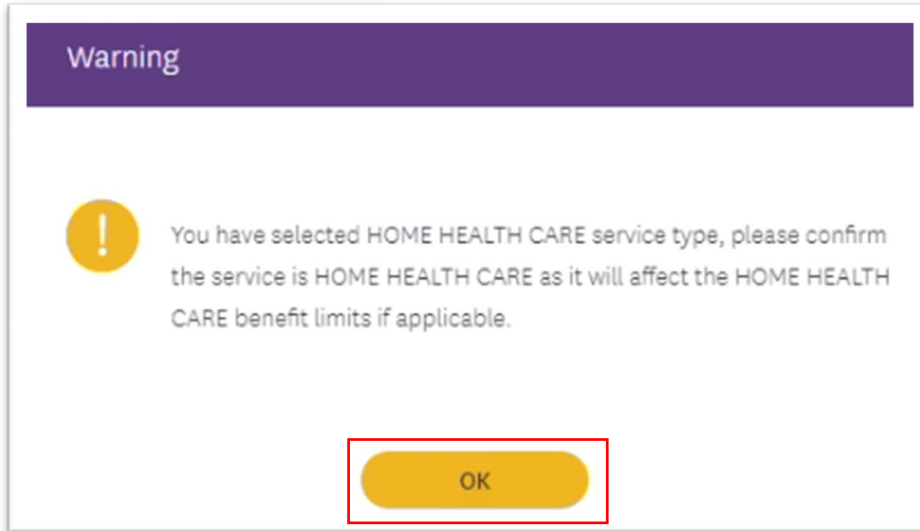 Warning
!
You have selected HOME HEALTH CARE service type, please confirm
the service is HOME HEALTH CARE as it will affect the HOME HEALTH
CARE benefit limits if applicable.
OK